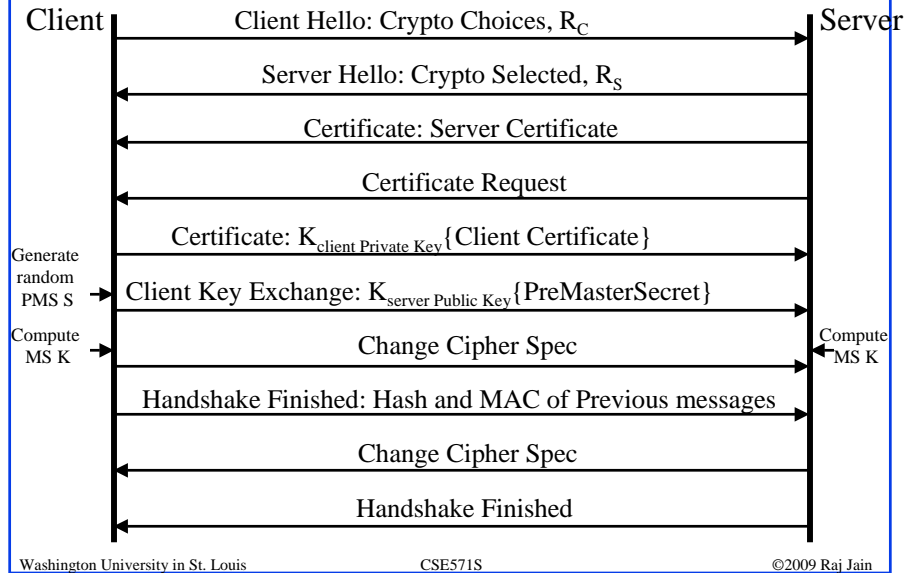 Client
Server
Client Hello: Crypto Choices, R_C
Server Hello: Crypto Selected, R_S
Certificate: Server Certificate
Certificate Request
Certificate: K_client Private Key{Client Certificate}
Generate
random
PMS S
Client Key Exchange: K_server Public Key{PreMasterSecret}
Compute
MS K
Change Cipher Spec
Compute
MS K
Handshake Finished: Hash and MAC of Previous messages
Change Cipher Spec
Handshake Finished
Washington University in St. Louis
CSE571S
©2009 Raj Jain